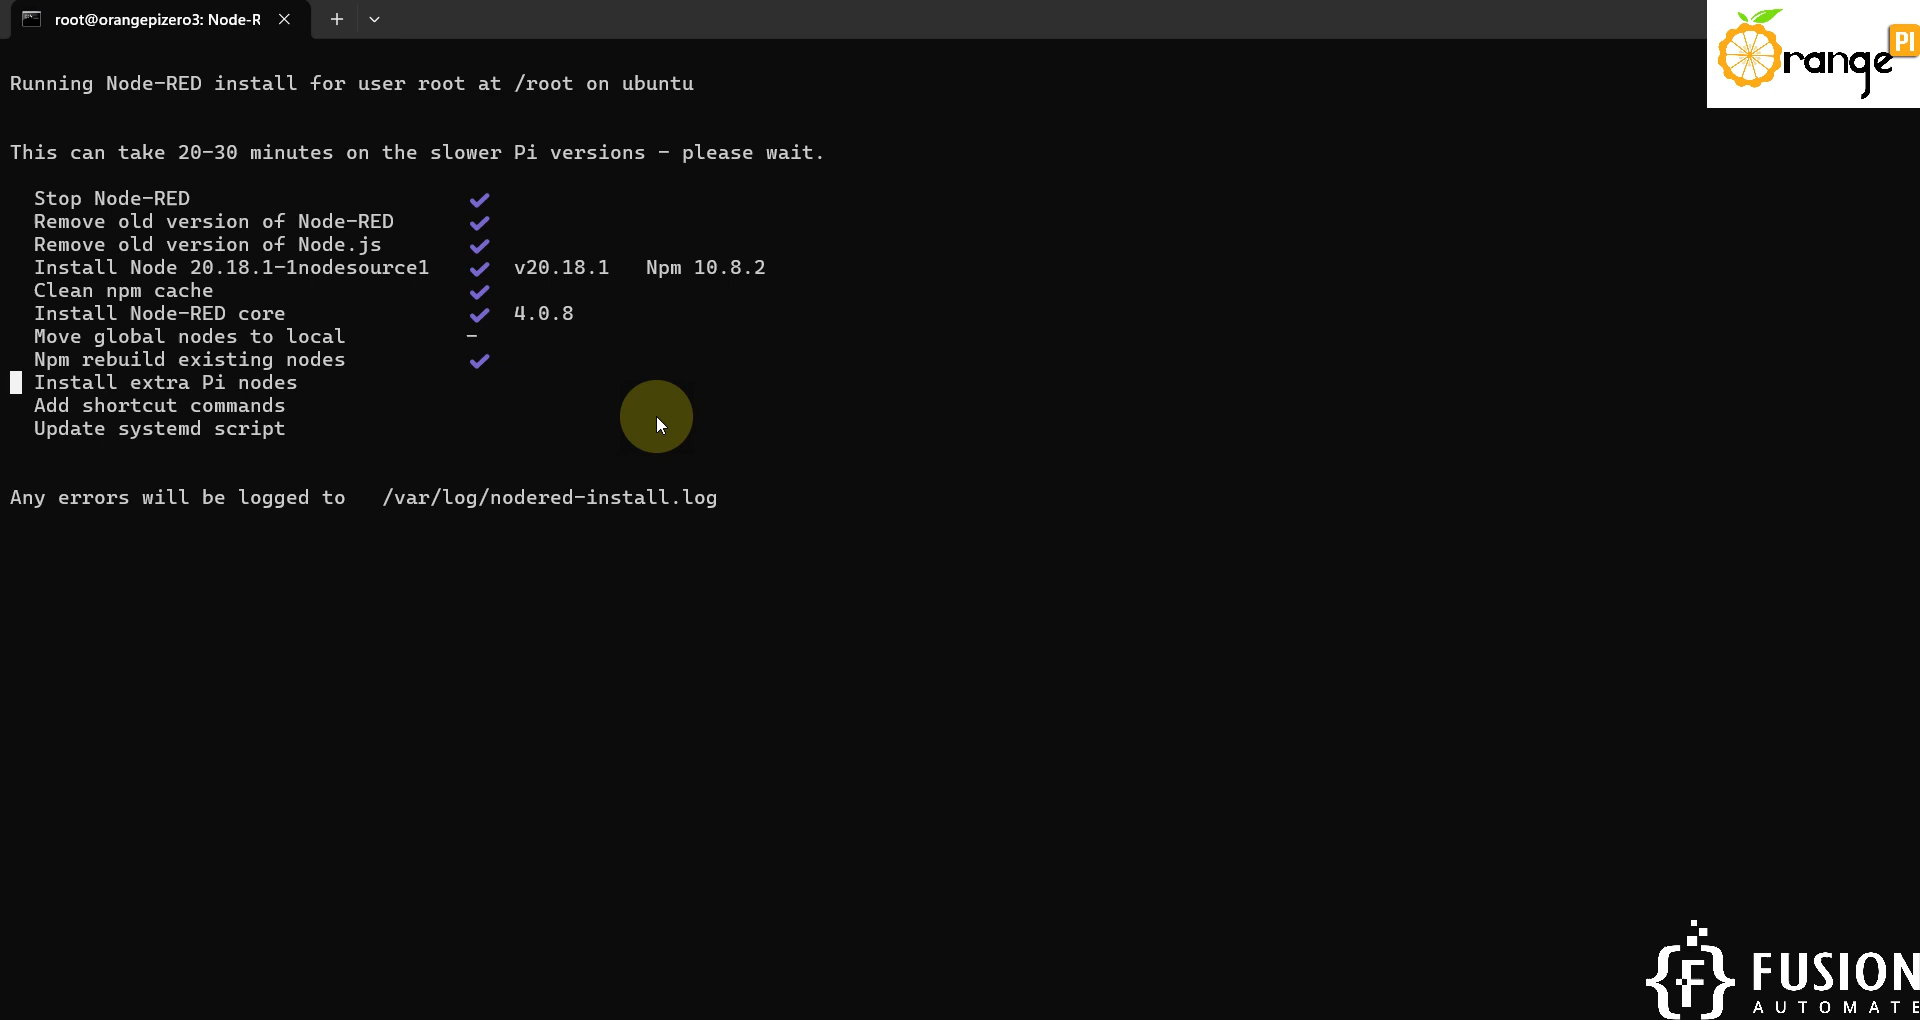 root@orangepizero3: Node-R
orange PI
Running Node-RED install for user root at /root on ubuntu
This can take 20-30 minutes on the slower Pi versions - please wait.
Stop Node-RED ✔
Remove old version of Node-RED ✔
Remove old version of Node.js ✔
Install Node 20.18.1-1nodesource1 ✔ v20.18.1 Npm 10.8.2
Clean npm cache ✔
Install Node-RED core ✔ 4.0.8
Move global nodes to local -
Npm rebuild existing nodes ✔
Install extra Pi nodes
Add shortcut commands
Update systemd script
Any errors will be logged to /var/log/nodered-install.log
{F} FUSION
AUTOMATE